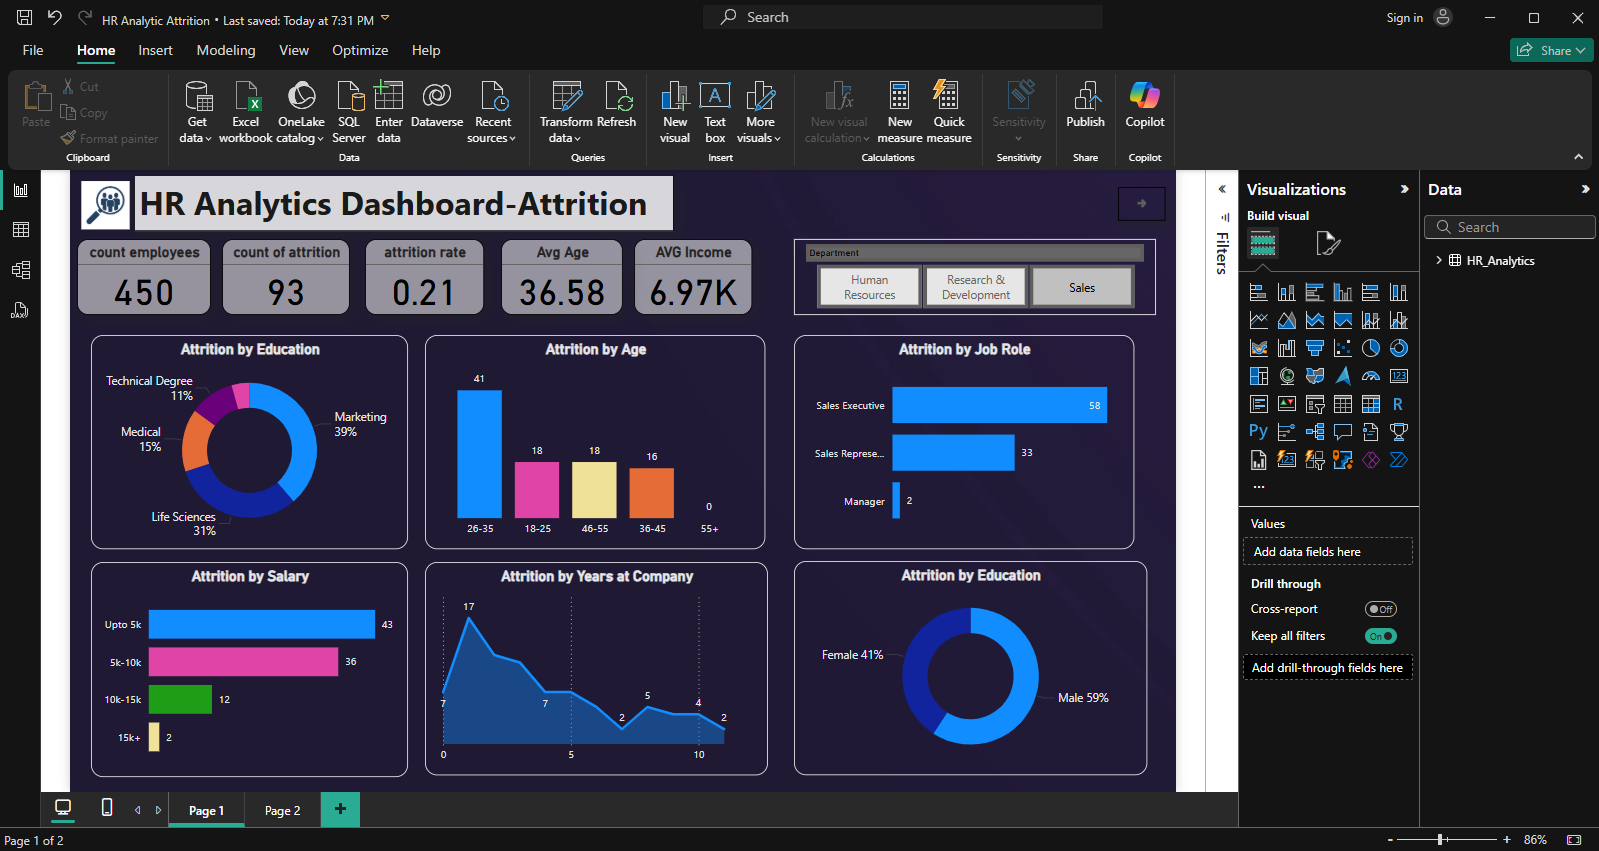 HR Analytic Attrition • Last saved: Today at 7:31 PM
Search
Sign in
File
Home
Insert
Modeling
View
Optimize
Help
Share
Paste
Cut
Copy
Format painter
Clipboard
Get
data
Excel
workbook
OneLake
catalog
SQL
Server
Enter
data
Dataverse
Recent
sources
Data
Transform
data
Refresh
Queries
New
visual
Text
box
More
visuals
Insert
New visual
calculation
New
measure
Quick
measure
Calculations
Sensitivity
Sensitivity
Publish
Share
Copilot
Copilot
HR Analytics Dashboard-Attrition
count employees
450
count of attrition
93
attrition rate
0.21
Avg Age
36.58
AVG Income
6.97K
Department
Human
Resources
Research &
Development
Sales
Attrition by Education
Technical Degree
11%
Marketing
39%
Medical
15%
Life Sciences
31%
Attrition by Age
41
18
18
16
0
26-35
18-25
46-55
36-45
55+
Attrition by Job Role
Sales Executive
58
Sales Represe...
33
Manager
2
Attrition by Salary
Upto 5k
43
5k-10k
36
10k-15k
12
15k+
2
Attrition by Years at Company
17
7
7
2
5
4
2
0
5
10
Attrition by Education
Female 41%
Male 59%
Filters
Visualizations
Build visual
123
R
Py
123
...
Values
Add data fields here
Drill through
Cross-report
Off
Keep all filters
On
Add drill-through fields here
Data
Search
HR_Analytics
DAX
Page 1
Page 2
+
Page 1 of 2
- + 86%